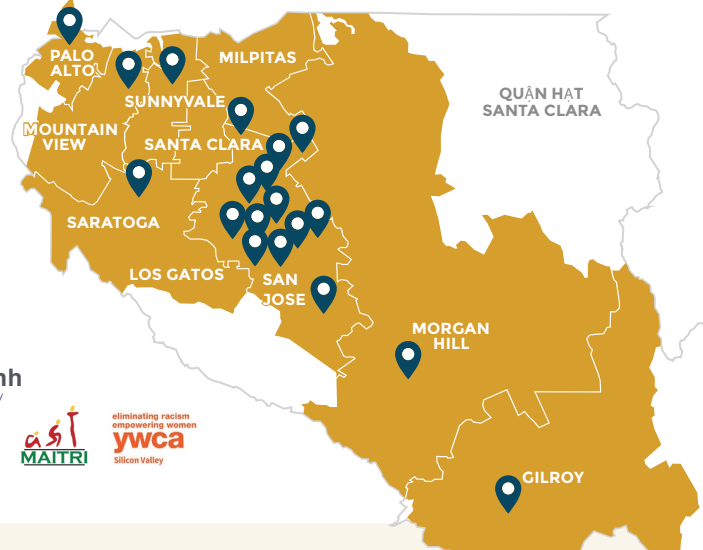 PALO
ALTO
MILPITAS
SUNNYVALE
QUẬN HẠT
SANTA CLARA
MOUNTAIN
VIEW
SANTA CLARA
SARATOGA
LOS GATOS
SAN
JOSE
MORGAN
HILL
nh
MAITRI
eliminating racism
empowering women
ywca
Silicon Valley
GILROY